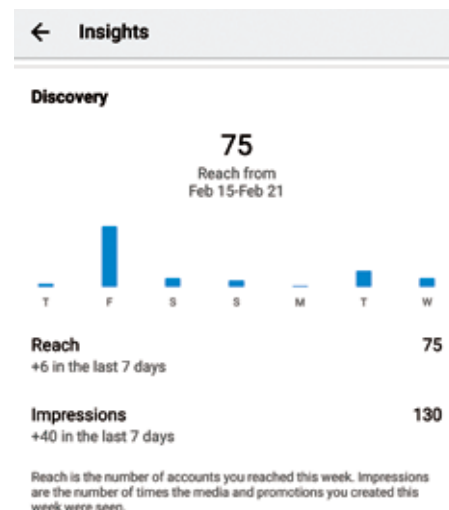 Insights
Discovery
75
Reach from
Feb 15-Feb 21
T F S S M T W
Reach 75
+6 in the last 7 days
Impressions 130
+40 in the last 7 days
Reach is the number of accounts you reached this week. Impressions
are the number of times the media and promotions you created this
week were seen.